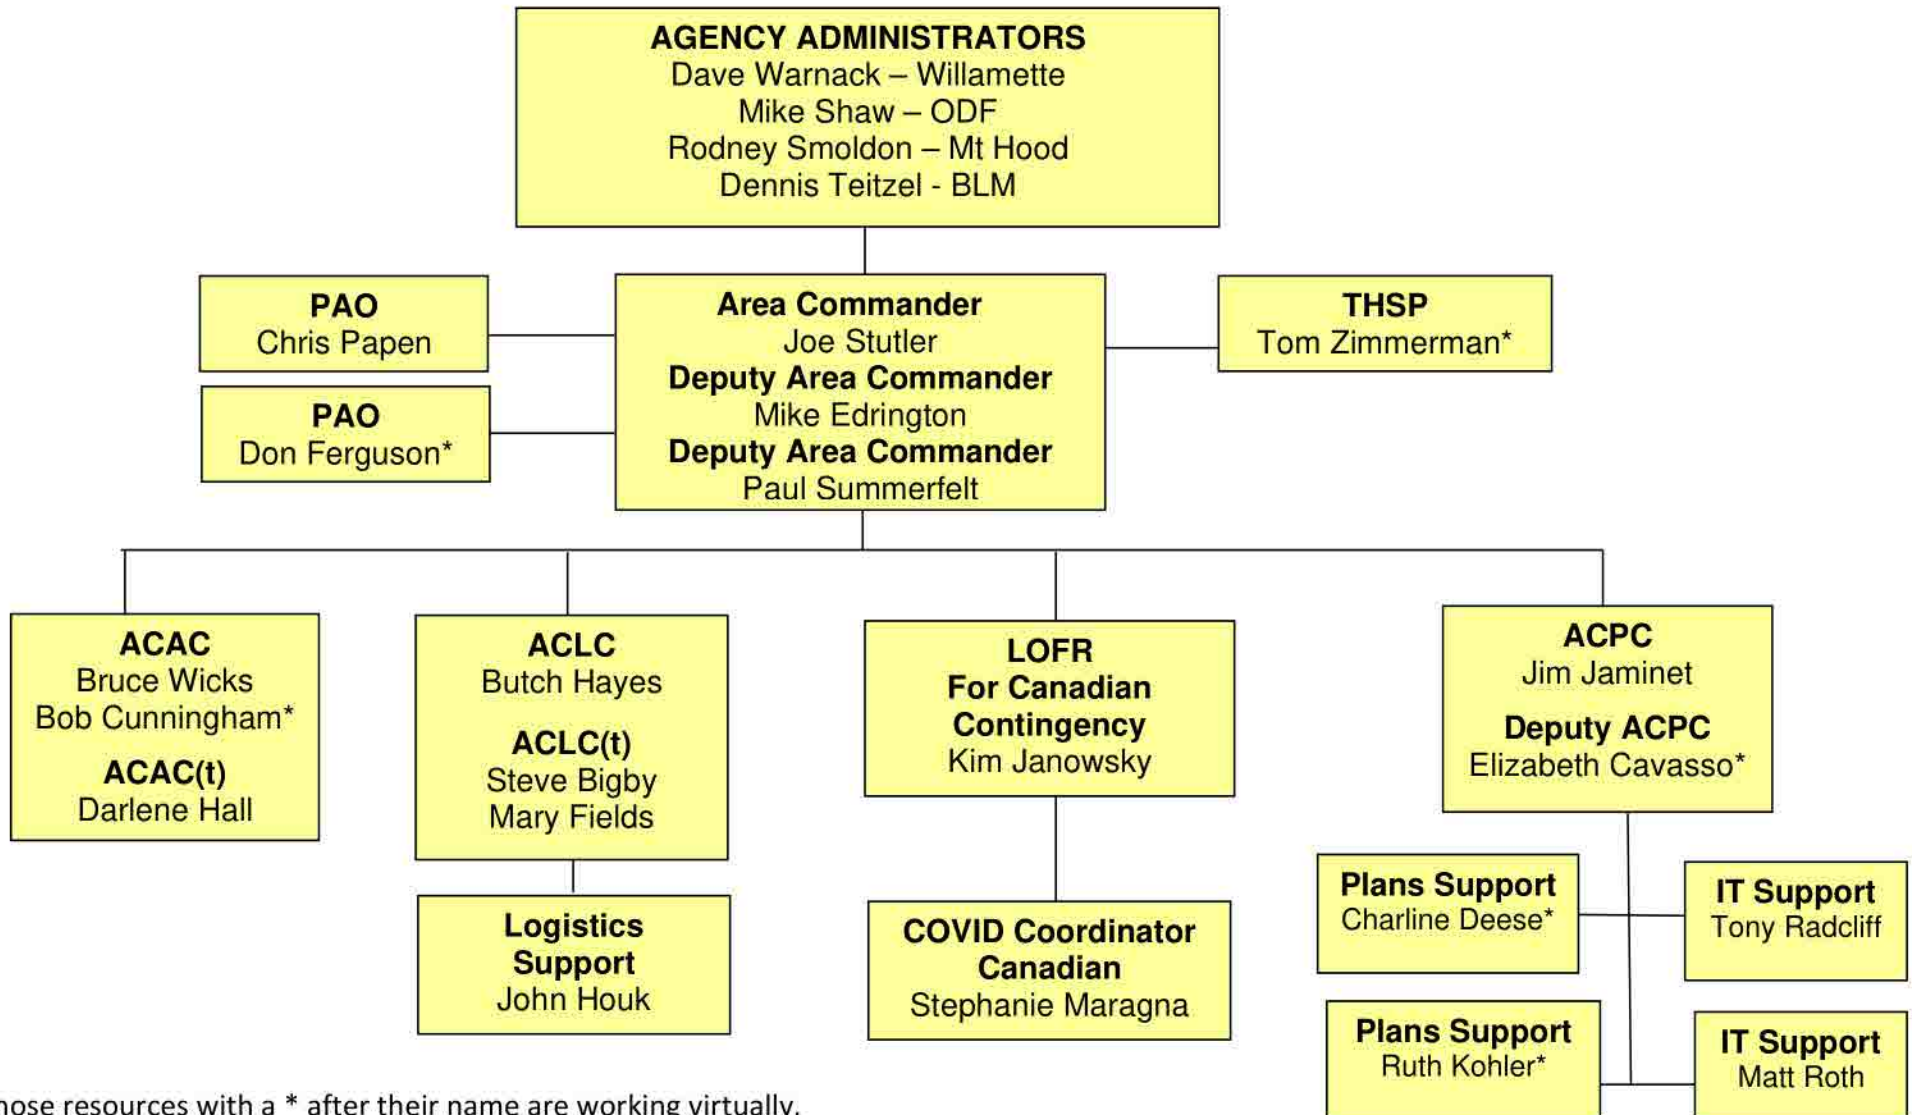 AGENCY ADMINISTRATORS
Dave Warnack – Willamette
Mike Shaw – ODF
Rodney Smoldon – Mt Hood
Dennis Teitzel - BLM
PAO
Chris Papen
PAO
Don Ferguson*
Area Commander
Joe Stutler
Deputy Area Commander
Mike Edrington
Deputy Area Commander
Paul Summerfelt
THSP
Tom Zimmerman*
ACAC
Bruce Wicks
Bob Cunningham*
ACAC(t)
Darlene Hall
ACLC
Butch Hayes
ACLC(t)
Steve Bigby
Mary Fields
Logistics
Support
John Houk
LOFR
For Canadian
Contingency
Kim Janowsky
COVID Coordinator
Canadian
Stephanie Maragna
ACPC
Jim Jaminet
Deputy ACPC
Elizabeth Cavasso*
Plans Support
Charline Deese*
IT Support
Tony Radcliff
Plans Support
Ruth Kohler*
IT Support
Matt Roth
resources with a * after their name are working virtually.